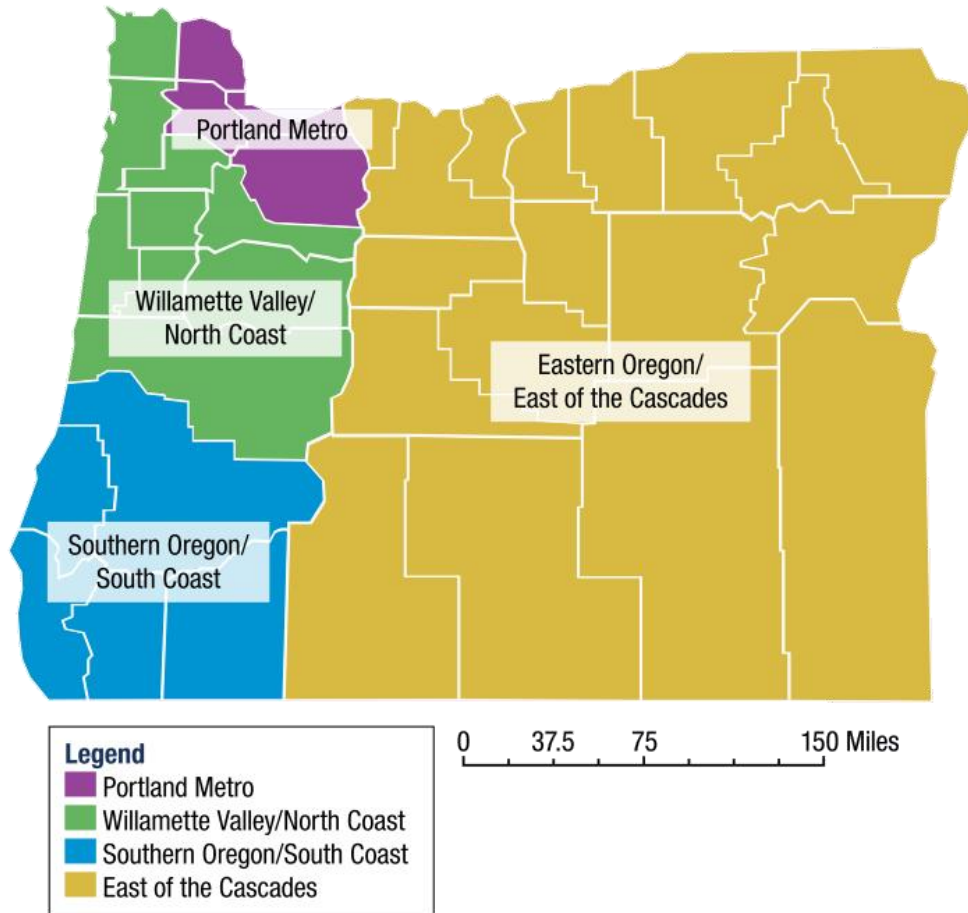 Portland Metro
Willamette Valley/
North Coast
Eastern Oregon/
East of the Cascades
Southern Oregon/
South Coast
Legend
Portland Metro
Willamette Valley/North Coast
Southern Oregon/South Coast
East of the Cascades
0 37.5 75 150 Miles